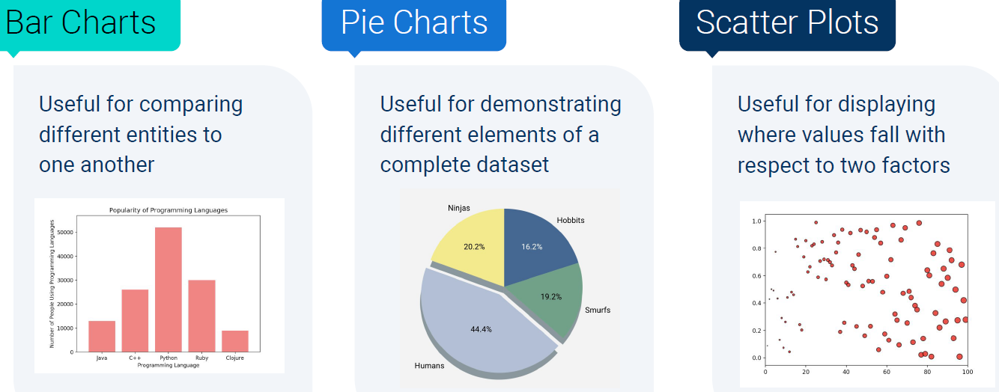 Bar Charts
Useful for comparing
different entities to
one another
Popularity of Programming Languages
Number of People Using Programming Languages
50000
40000
30000
20000
10000
0
Java C++ Python Ruby Clojure
Programming Language
Pie Charts
Useful for demonstrating
different elements of a
complete dataset
Ninjas
Hobbits
20.2%
16.2%
19.2%
Smurfs
44.4%
Humans
Scatter Plots
Useful for displaying
where values fall with
respect to two factors
1.0
0.8
0.6
0.4
0.2
0.0
0 20 40 60 80 100